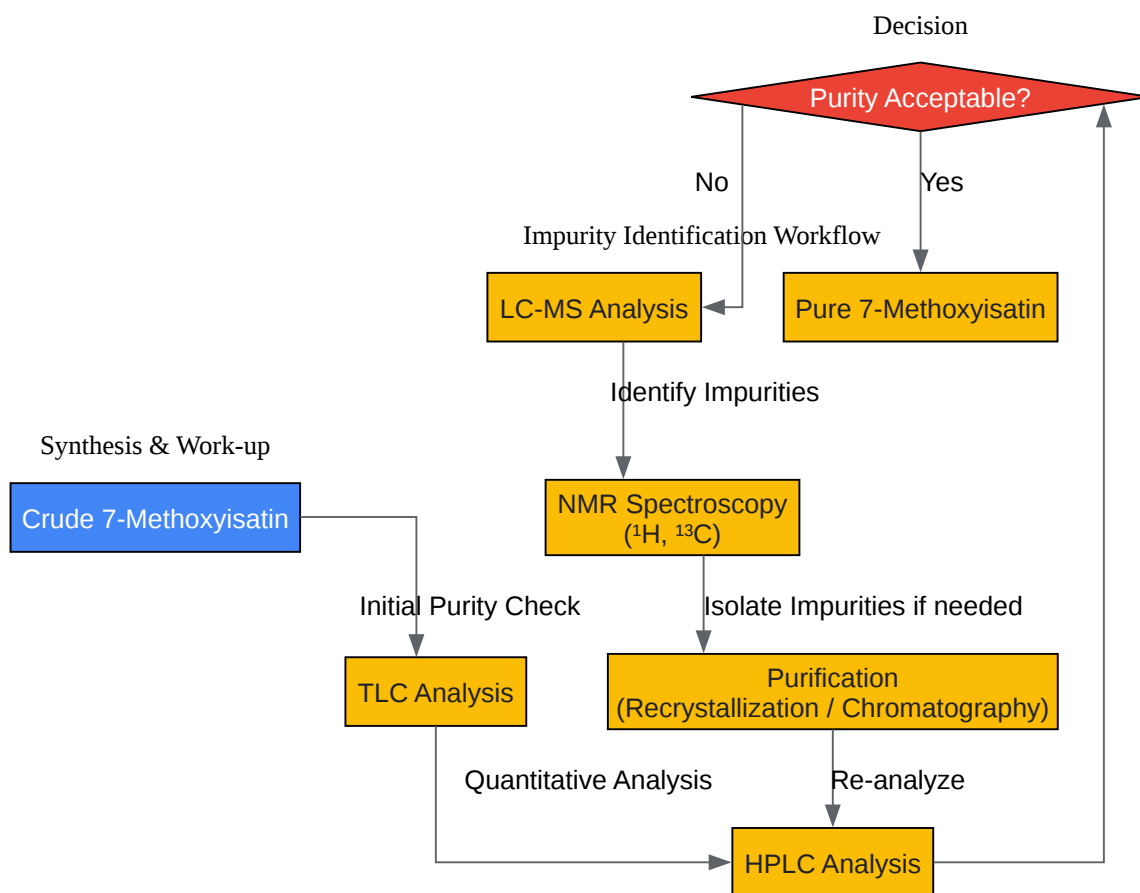 Decision
Purity Acceptable?
No
Yes
Impurity Identification Workflow
LC-MS Analysis
Pure 7-Methoxyisatin
Identify Impurities
Synthesis & Work-up
Crude 7-Methoxyisatin
NMR Spectroscopy
(¹H, ¹³C)
Initial Purity Check
Isolate Impurities if needed
TLC Analysis
Purification
(Recrystallization / Chromatography)
Quantitative Analysis
Re-analyze
HPLC Analysis